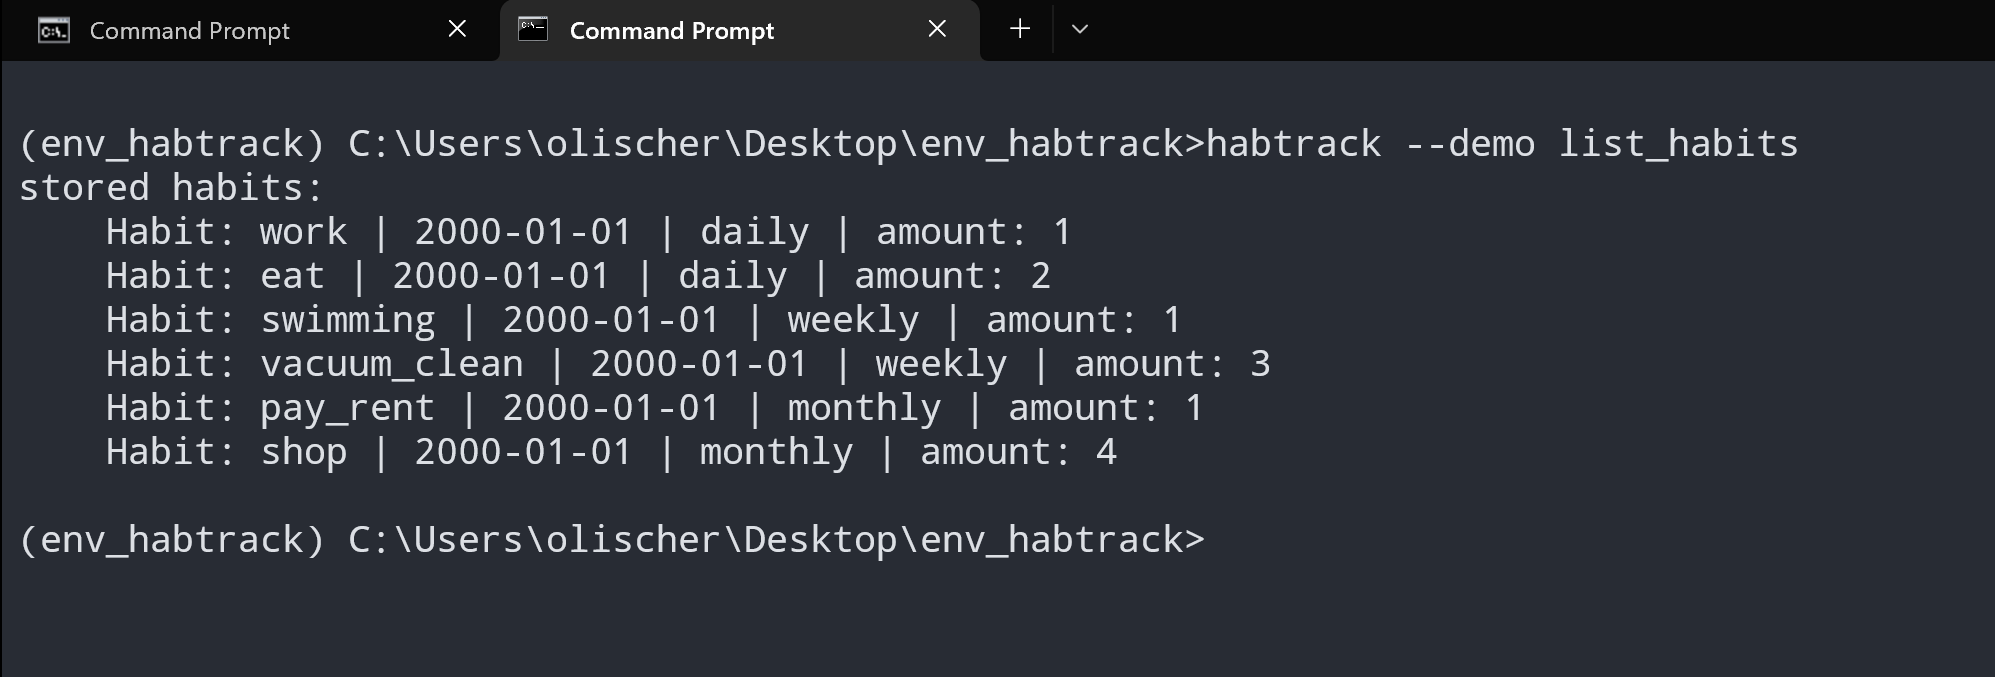 Command Prompt
Command Prompt
(env_habtrack) C:\Users\olischer\Desktop\env_habtrack>habtrack --demo list_habits
stored habits:
    Habit: work | 2000-01-01 | daily | amount: 1
    Habit: eat | 2000-01-01 | daily | amount: 2
    Habit: swimming | 2000-01-01 | weekly | amount: 1
    Habit: vacuum_clean | 2000-01-01 | weekly | amount: 3
    Habit: pay_rent | 2000-01-01 | monthly | amount: 1
    Habit: shop | 2000-01-01 | monthly | amount: 4
(env_habtrack) C:\Users\olischer\Desktop\env_habtrack>